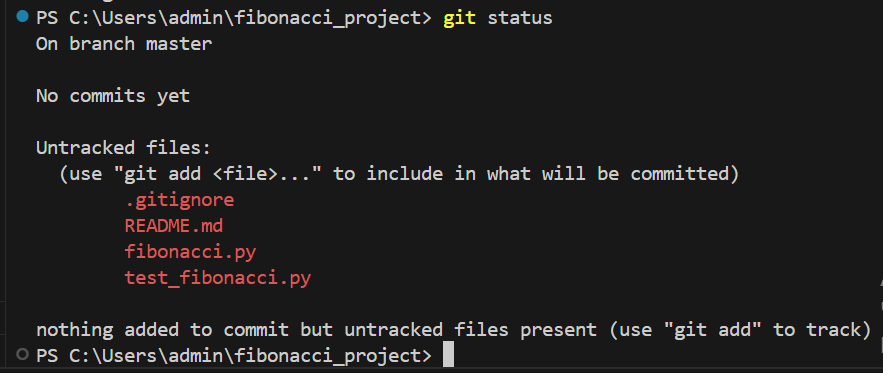 PS C:\Users\admin\fibonacci_project> git status
On branch master
No commits yet
Untracked files:
(use "git add <file>..." to include in what will be committed)
.gitignore
README.md
fibonacci.py
test_fibonacci.py
nothing added to commit but untracked files present (use "git add" to track)
PS C:\Users\admin\fibonacci_project>